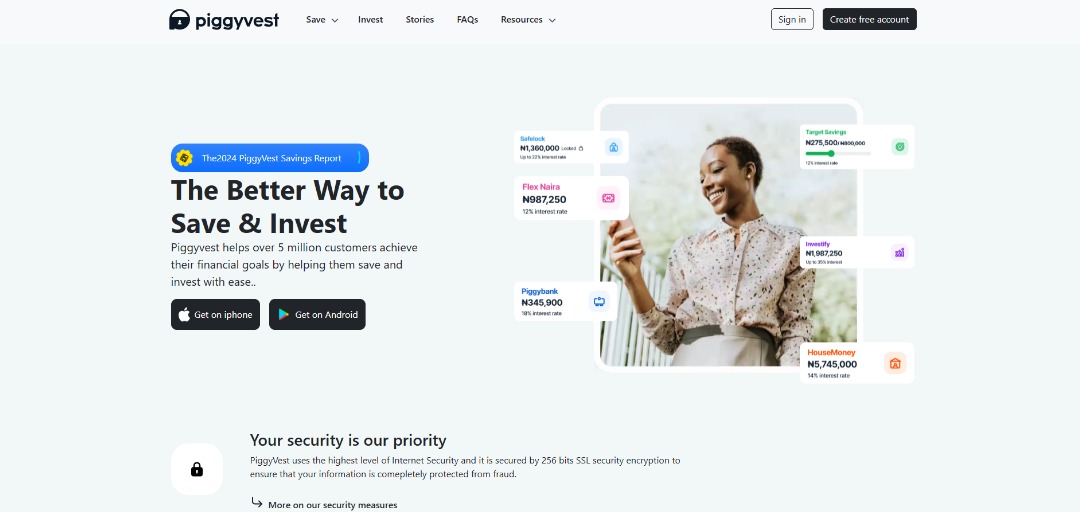 piggyvest
Save
Invest
Stories
FAQs
Resources
Sign in
Create free account
The2024 PiggyVest Savings Report
The Better Way to
Save & Invest
Piggyvest helps over 5 million customers achieve
their financial goals by helping them save and
invest with ease..
Get on iphone
Get on Android
Safelock
₦1,360,000 Locked
Up to 22% interest rate
Flex Naira
₦987,250
12% interest rate
Piggybank
₦345,900
18% interest rate
Target Savings
₦275,500/₦800,000
12% interest rate
Investify
₦1,987,250
Up to 35% interest
HouseMoney
₦5,745,000
14% interest rate
Your security is our priority
PiggyVest uses the highest level of Internet Security and it is secured by 256 bits SSL security encryption to
ensure that your information is comepletely protected from fraud.
More on our security measures